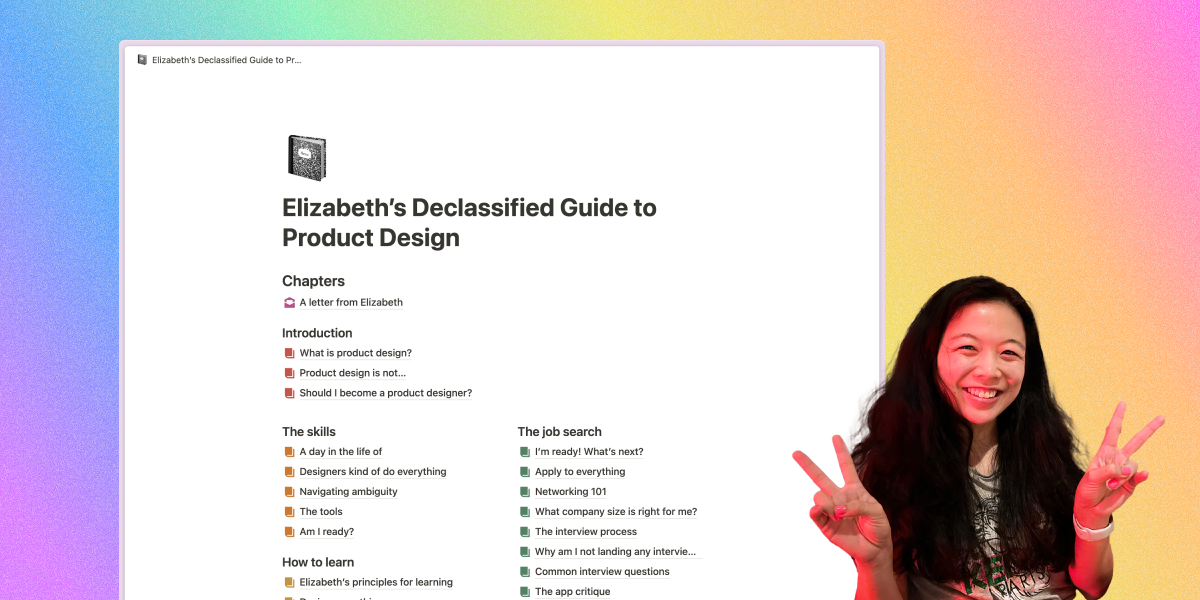 Elizabeth's Declassified Guide to Pr...
Elizabeth’s Declassified Guide to
Product Design
Chapters
A letter from Elizabeth
Introduction
What is product design?
Product design is not...
Should I become a product designer?
The skills
A day in the life of
Designers kind of do everything
Navigating ambiguity
The tools
Am I ready?
How to learn
Elizabeth's principles for learning
The job search
I'm ready! What's next?
Apply to everything
Networking 101
What company size is right for me?
The interview process
Why am I not landing any intervie...
Common interview questions
The app critique
PARIS